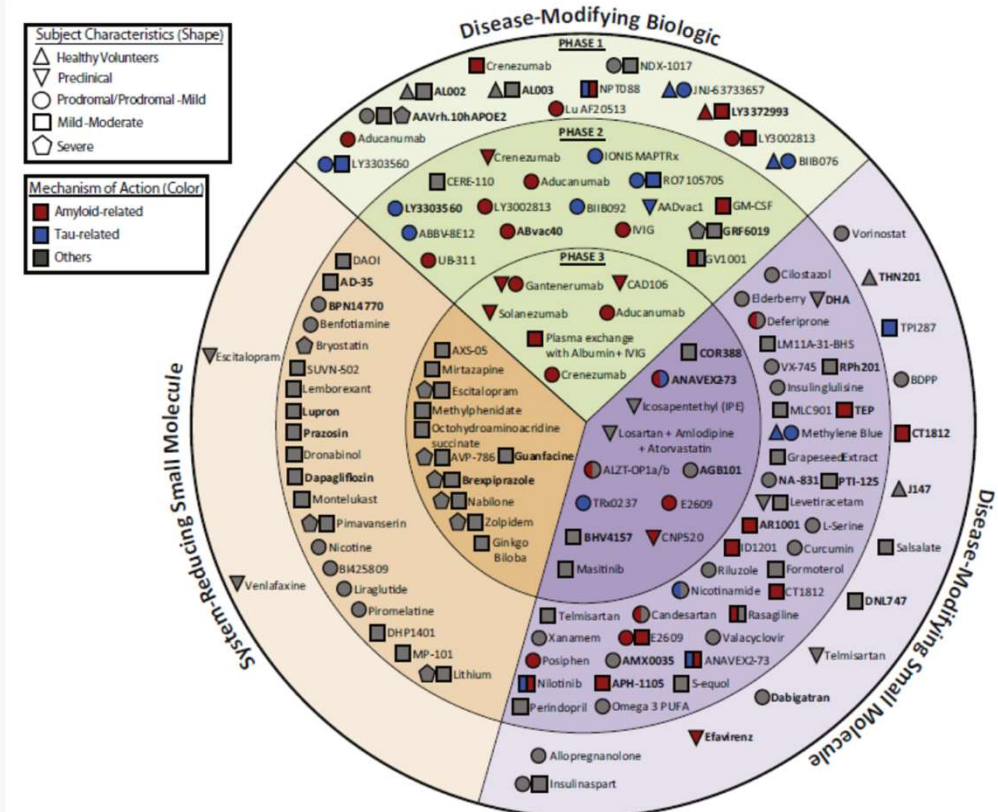 Disease-Modifying Biologic
Subject Characteristics (Shape)
Healthy Volunteers
Preclinical
Prodromal/Prodromal -Mild
Mild -Moderate
Severe
Mechanism of Action (Color)
Amyloid-related
Tau-related
Others
PHASE 1
Crenezumab
NDX-1017
AL002
AL003
NPT088
JNJ-63733657
AAVrh.10hAPOE2
Lu AF20513
LY3372993
Aducanumab
LY3002813
LY3303560
BIIB076
PHASE 2
Crenezumab
IONIS MAPTRx
CERE-110
Aducanumab
RO7105705
LY3303560
LY3002813
BIIB092
AADvac1
GM-CSF
ABBV-8E12
ABvac40
IVIG
GRF6019
UB-311
GV1001
PHASE 3
Gantenerumab
CAD106
Solanezumab
Aducanumab
Plasma exchange
with Albumin+ IVIG
Crenezumab
System-Reducing Small Molecule
Escitalopram
Venlafaxine
DAOI
AD-35
BPN14770
Benfotiamine
Bryostatin
SUVN-502
Lemborexant
Lupron
Prazosin
Dronabinol
Dapagliflozin
Montelukast
Pimavanserin
Nicotine
BI425809
Liraglutide
Piromelatine
DHP1401
MP-101
Lithium
AXS-05
Mirtazapine
Escitalopram
Methylphenidate
Octohydroaminoacridine
succinate
AVP-786
Guanfacine
Brexpiprazole
Nabilone
Zolpidem
Ginkgo
Biloba
COR388
ANAVEX2-73
Icosapentethyl (IPE)
Losartan + Amlodipine
+ Atorvastatin
ALZT-OP1a/b
AGB101
TRx0237
E2609
BHV4157
CNP520
Masitinib
Cilostazol
Elderberry
DHA
Deferiprone
LM11A-31-BHS
VX-745
RPh201
Insulinglulisine
MLC901
TEP
Methylene Blue
GrapeseedExtract
NA-831
PTI-125
Levetiracetam
AR1001
L-Serine
ID1201
Curcumin
Riluzole
Formoterol
Nicotinamide
CT1812
Telmisartan
Candesartan
Rasagiline
Xanamem
E2609
Valacyclovir
Posiphen
AMX0035
ANAVEX2-73
Nilotinib
APH-1105
S-equol
Perindopril
Omega 3 PUFA
Vorinostat
THN201
TPI287
BDPP
CT1812
J147
Salsalate
DNL747
Telmisartan
Dabigatran
Efavirenz
Allopregnanolone
Insulinaspart
Disease-Modifying Small Molecule